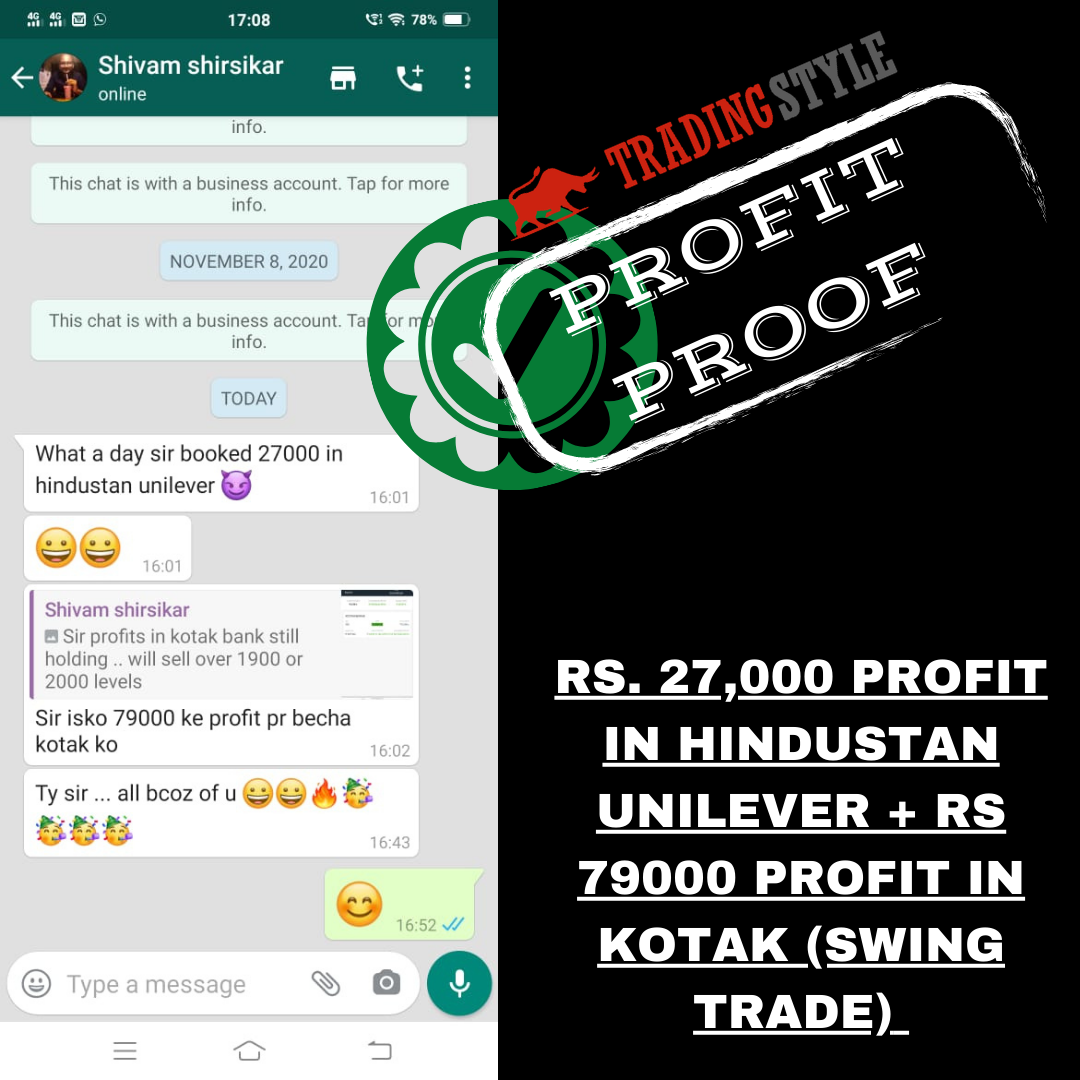 4G 4G 17:08 78%
Shivam shirsikar
online
info.
This chat is with a business account. Tap for more
info.
NOVEMBER 8, 2020
This chat is with a business account. Tap for more
info.
TODAY
What a day sir booked 27000 in
hindustan unilever 😈
16:01
😀😀
16:01
Shivam shirsikar
Sir profits in kotak bank still
holding .. will sell over 1900 or
2000 levels
Sir isko 79000 ke profit pr becha
kotak ko
16:02
Ty sir ... all bcoz of u 😀😀🔥🥳
🥳🥳🥳
16:43
😊
16:52
Type a message
TRADINGSTYLE
PROFIT
PROOF
RS. 27,000 PROFIT
IN HINDUSTAN
UNILEVER + RS
79000 PROFIT IN
KOTAK (SWING
TRADE)